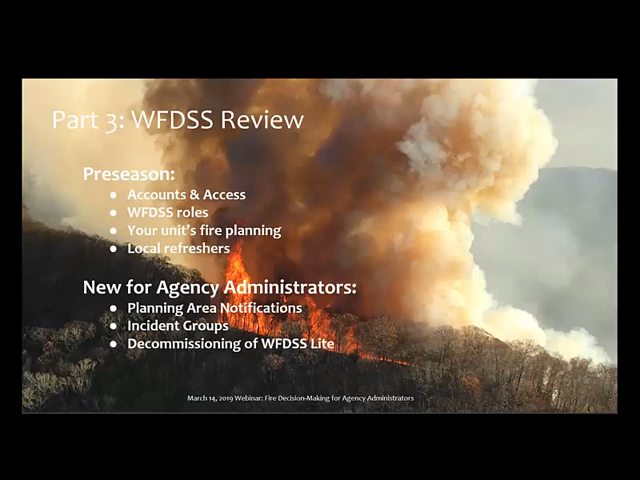 Part 3: WFDSS Review
Preseason:
● Accounts & Access
● WFDSS roles
● Your unit's fire planning
● Local refreshers
New for Agency Administrators:
● Planning Area Notifications
● Incident Groups
● Decommissioning of WFDSS Lite
March 14, 2019 Webinar: Fire Decision-Making for Agency Administrators